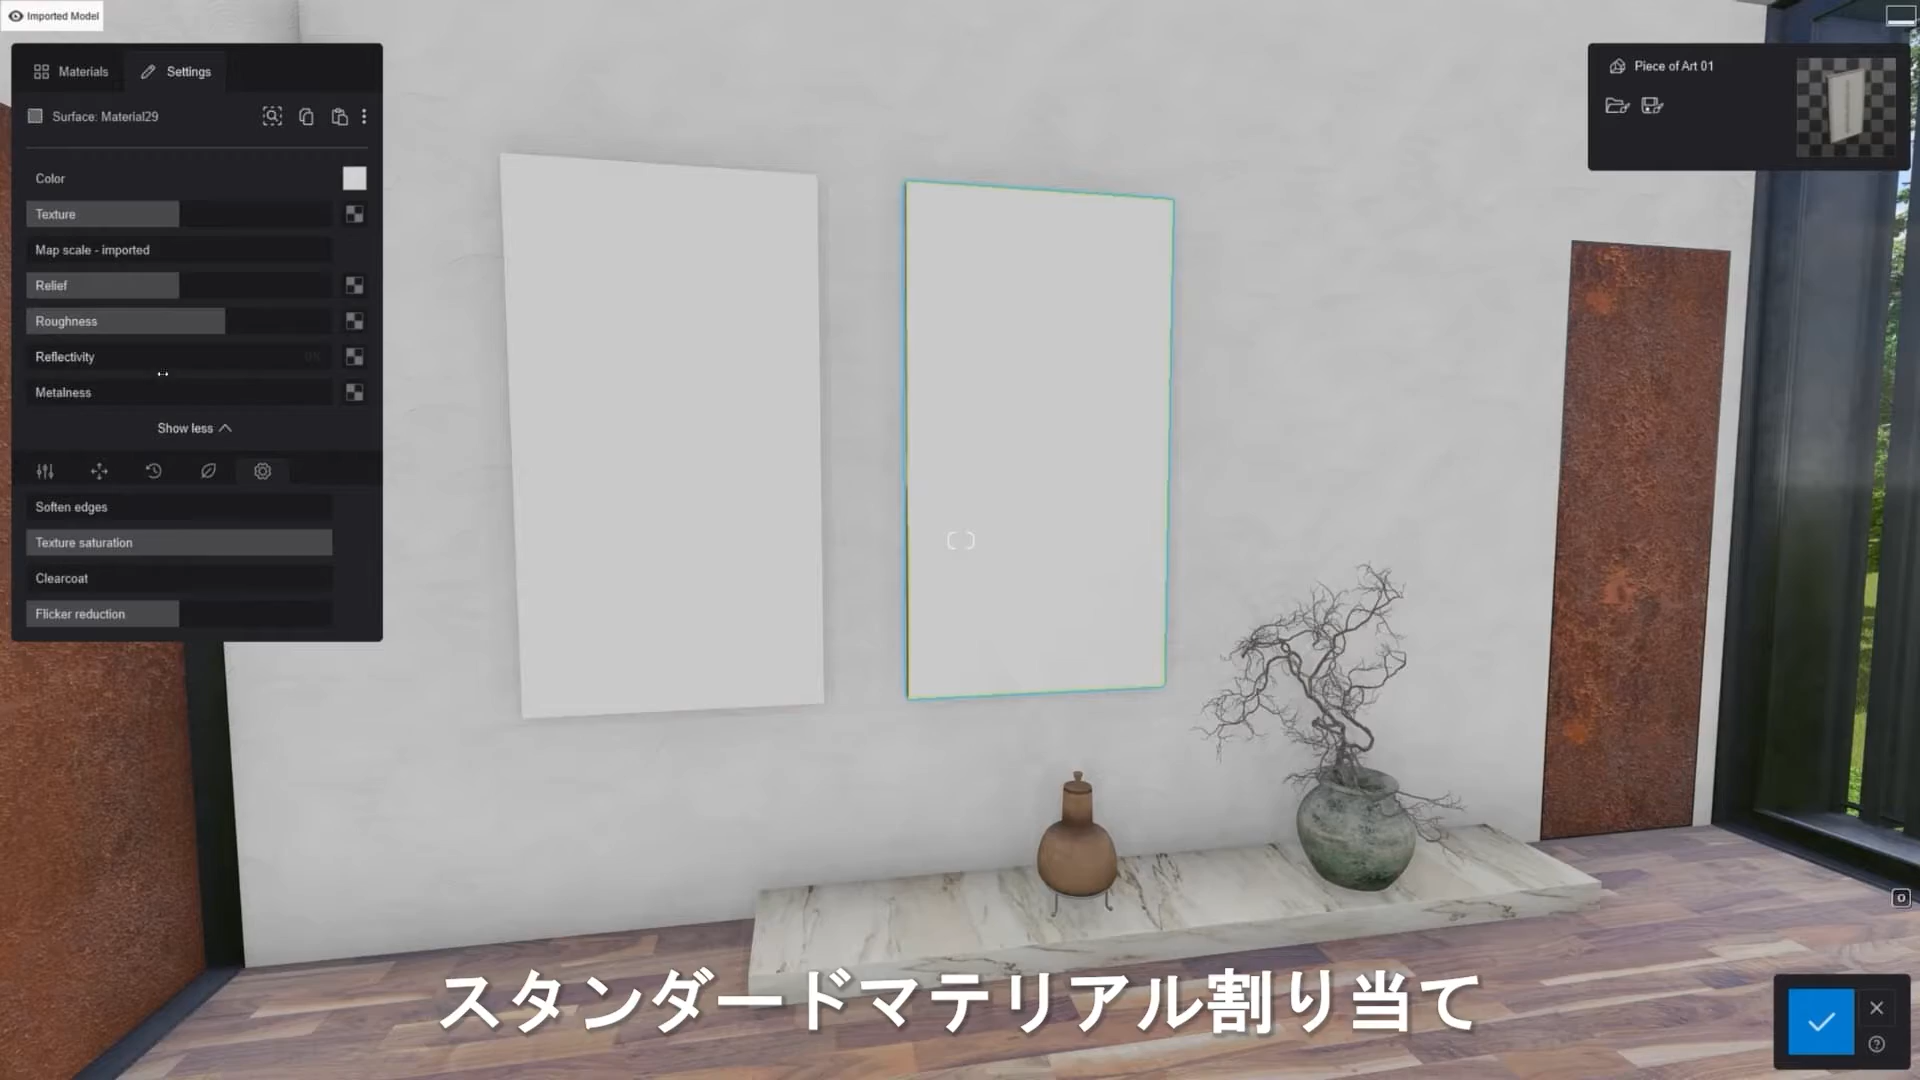 Imported Model
Materials
Settings
Surface: Material29
Color
Texture
Map scale - imported
Relief
Roughness
Reflectivity
Metalness
Show less
Soften edges
Texture saturation
Clearcoat
Flicker reduction
Piece of Art 01
スタンダードマテリアル割り当て